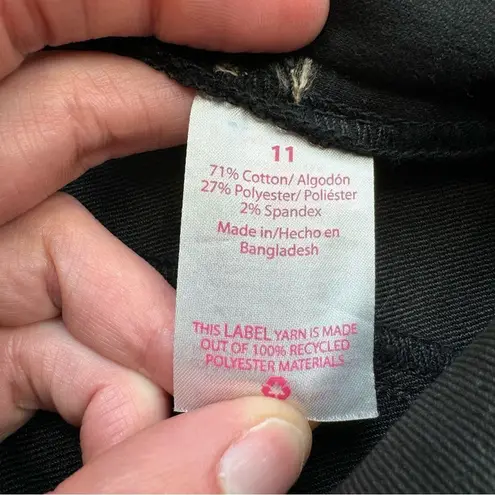 11
71% Cotton/ Algodón
27% Polyester/ Poliéster
2% Spandex
Made in/Hecho en
Bangladesh
THIS LABEL YARN IS MADE
OUT OF 100% RECYCLED
POLYESTER MATERIALS